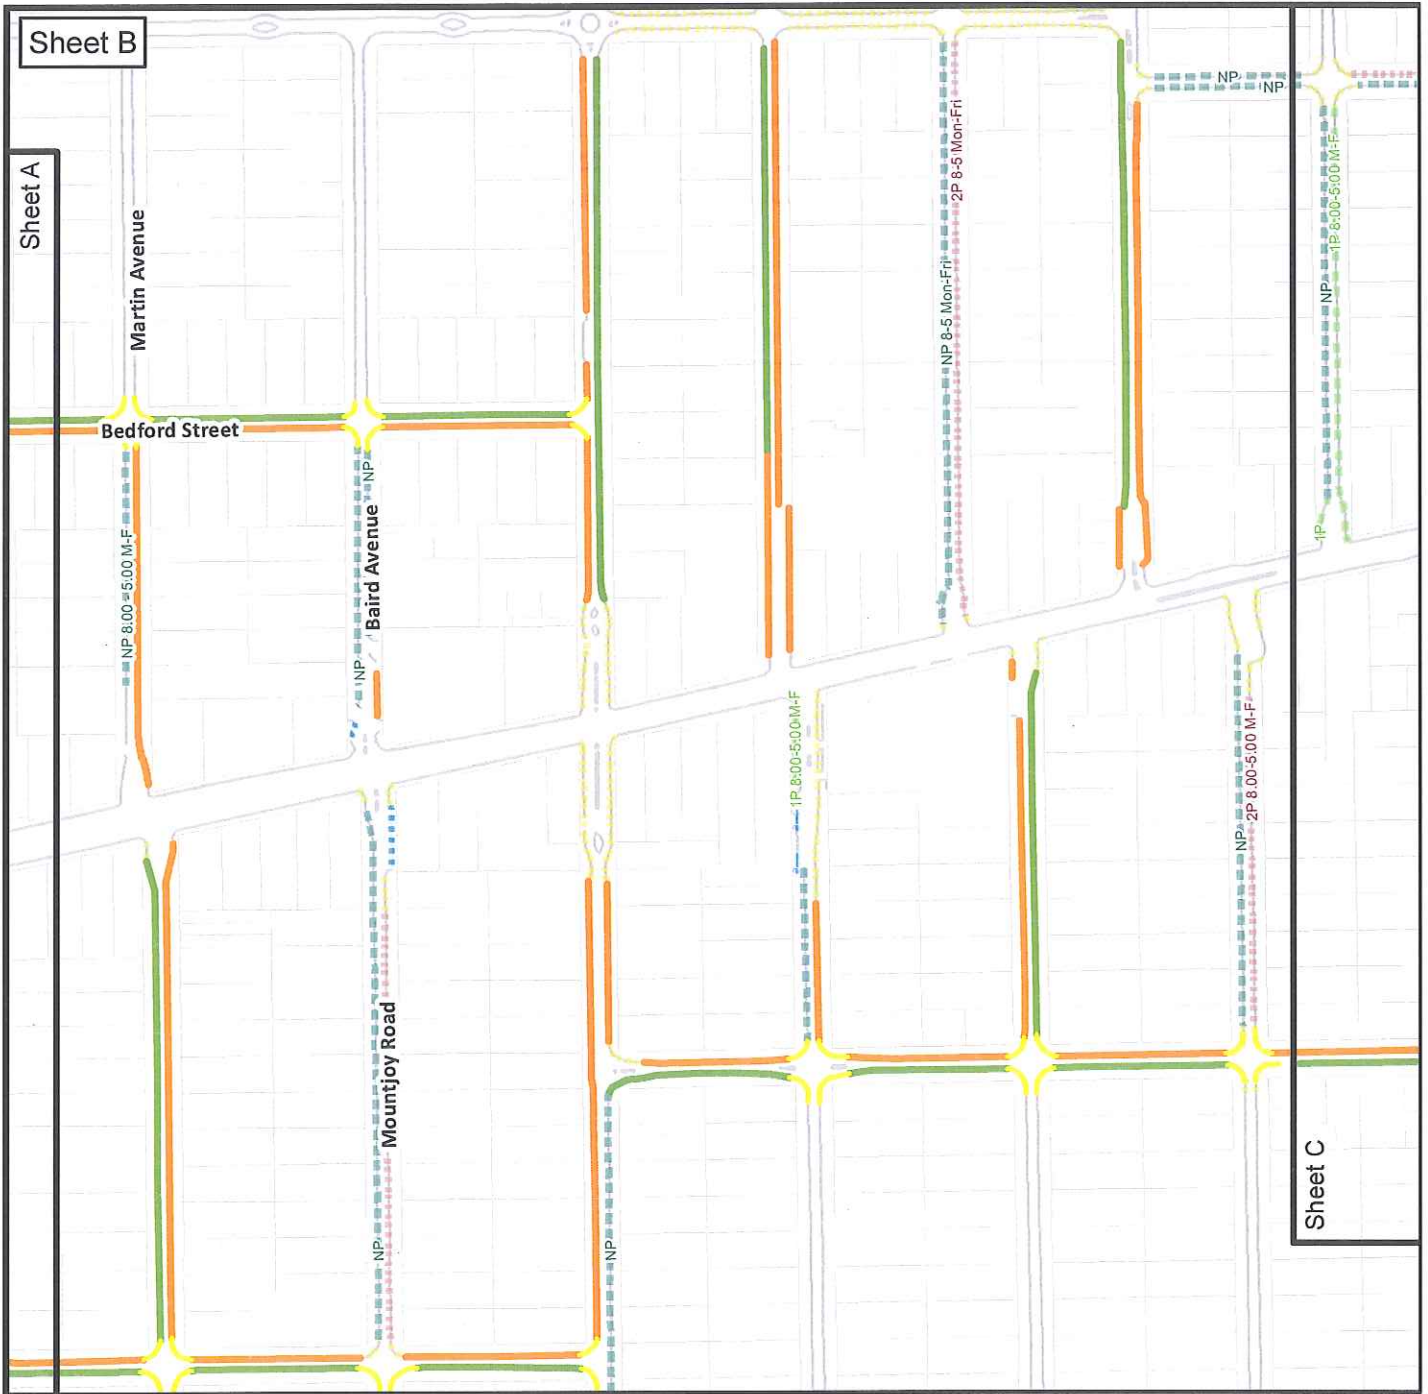 Sheet B
NP
NP
2P 8-5 Mon-Fri
1P 8:00-5:00 M-F
Sheet A
Martin Avenue
NP 8-5 Mon-Fri
NP
Bedford Street
NP
NP 8.00 - 5:00 M-F
Baird Avenue
1P
NP
1P 8:00-5:00 M-F
2P 8.00-5.00 M-F
NP
Mountjoy Road
Sheet C
NP
NP